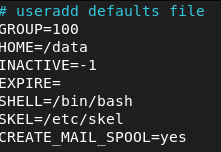 # useradd defaults file
GROUP=100
HOME=/data
INACTIVE=-1
EXPIRE=
SHELL=/bin/bash
SKEL=/etc/skel
CREATE_MAIL_SPOOL=yes